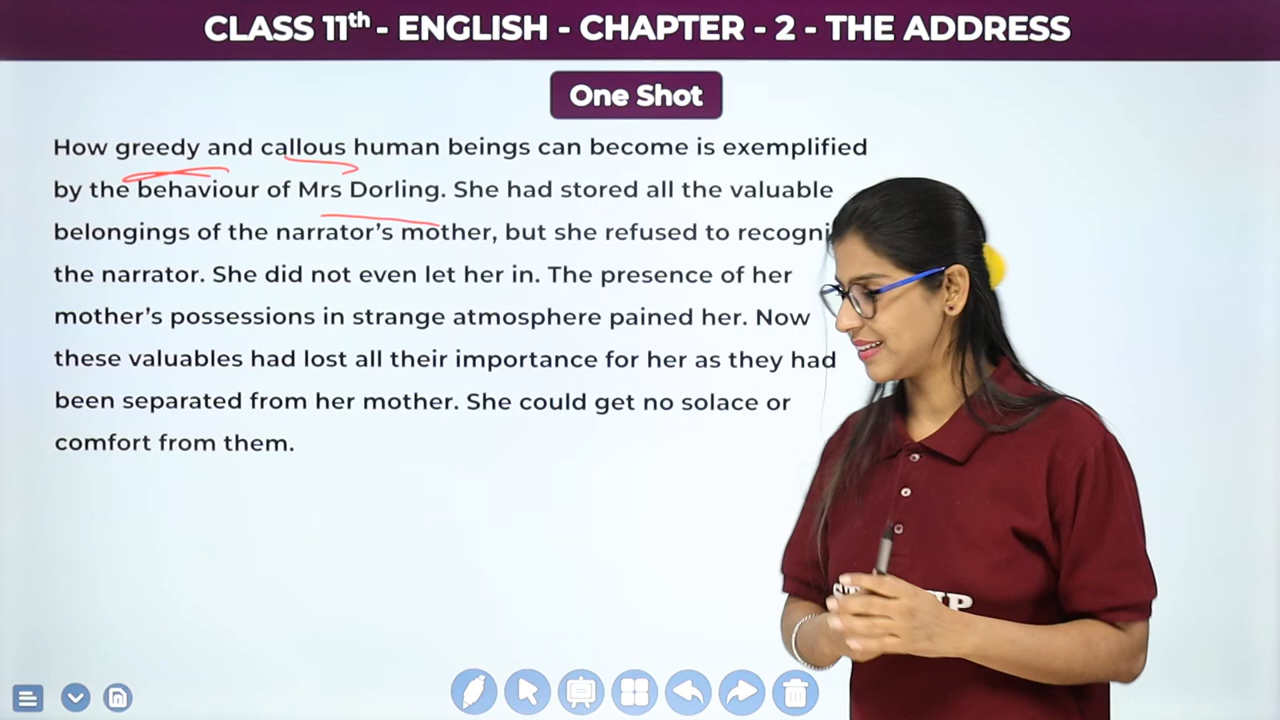 CLASS 11th - ENGLISH - CHAPTER - 2 - THE ADDRESS
One Shot
How greedy and callous human beings can become is exemplified
by the behaviour of Mrs Dorling. She had stored all the valuable
belongings of the narrator's mother, but she refused to
the narrator. She did not even let her in. The presence of her
mother's possessions in strange atmosphere pained her. Now
these valuables had lost all their importance for her as they had
been separated from her mother. She could get no solace or
comfort from them.